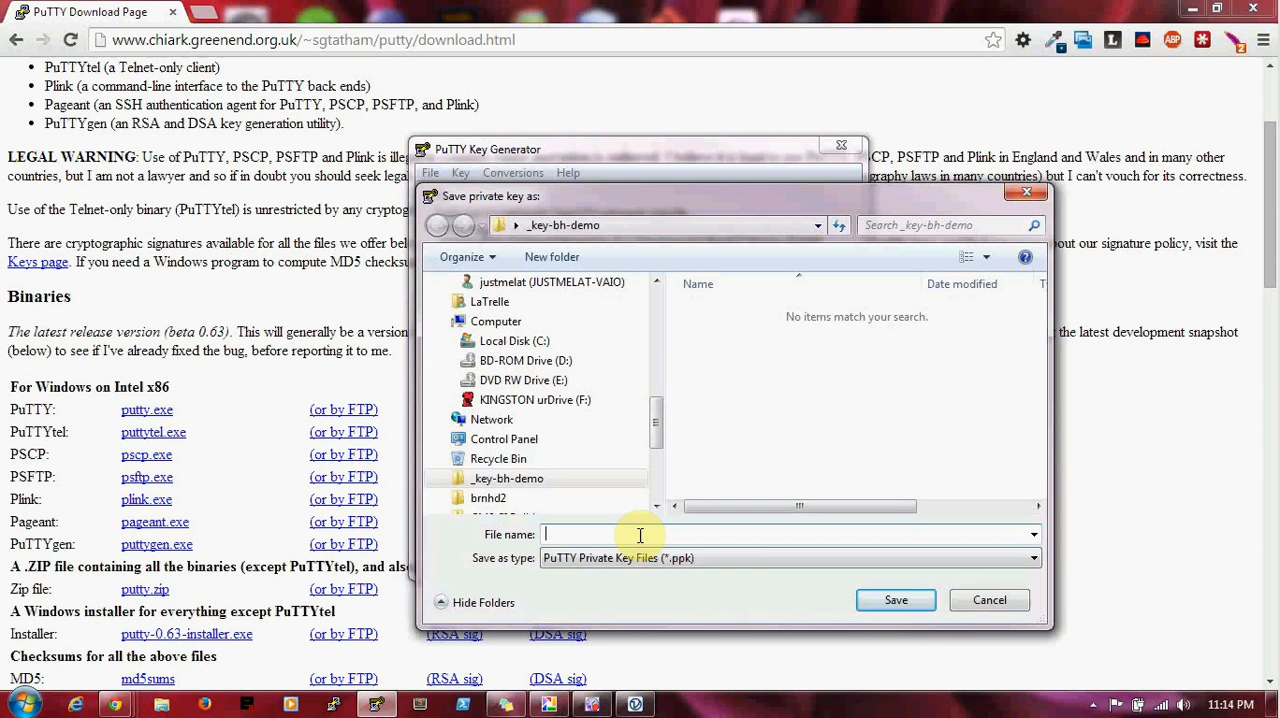 PuTTY Download Page
www.chiark.greenend.org.uk/~sgtatham/putty/download.html
PuTTYtel (a Telnet-only client)
Plink (a command-line interface to the PuTTY back ends)
Pageant (an SSH authentication agent for PuTTY, PSCP, PSFTP, and Plink)
PuTTYgen (an RSA and DSA key generation utility).
LEGAL WARNING: Use of PuTTY, PSCP, PSFTP and Plink is illegal CP, PSFTP and Plink in England and Wales and in many other
countries, but I am not a lawyer and so if in doubt you should seek legal graphy laws in many countries) but I can't vouch for its correctness.
Use of the Telnet-only binary (PuTTYtel) is unrestricted by any cryptog
There are cryptographic signatures available for all the files we offer bel out our signature policy, visit the
Keys page. If you need a Windows program to compute MD5 checksu
Binaries
The latest release version (beta 0.63). This will generally be a version the latest development snapshot
(below) to see if I've already fixed the bug, before reporting it to me.
For Windows on Intel x86
PuTTY: putty.exe (or by FTP)
PuTTYtel: puttytel.exe (or by FTP)
PSCP: pscp.exe (or by FTP)
PSFTP: psftp.exe (or by FTP)
Plink: plink.exe (or by FTP)
Pageant: pageant.exe (or by FTP)
PuTTYgen: puttygen.exe (or by FTP)
A .ZIP file containing all the binaries (except PuTTYtel), and also
Zip file: putty.zip (or by FTP)
A Windows installer for everything except PuTTYtel
Installer: putty-0.63-installer.exe (or by FTP) (RSA sig) (DSA sig)
Checksums for all the above files
MD5: md5sums (or by FTP) (RSA sig) (DSA sig)
PuTTY Key Generator
File Key Conversions Help
Save private key as:
_key-bh-demo
Search _key-bh-demo
Organize New folder
justmelat (JUSTMELAT-VAIO)
LaTrelle
Computer
Local Disk (C:)
BD-ROM Drive (D:)
DVD RW Drive (E:)
KINGSTON urDrive (F:)
Network
Control Panel
Recycle Bin
_key-bh-demo
brnhd2
Name Date modified
No items match your search.
File name:
Save as type: PuTTY Private Key Files (*.ppk)
Hide Folders Save Cancel
11:14 PM